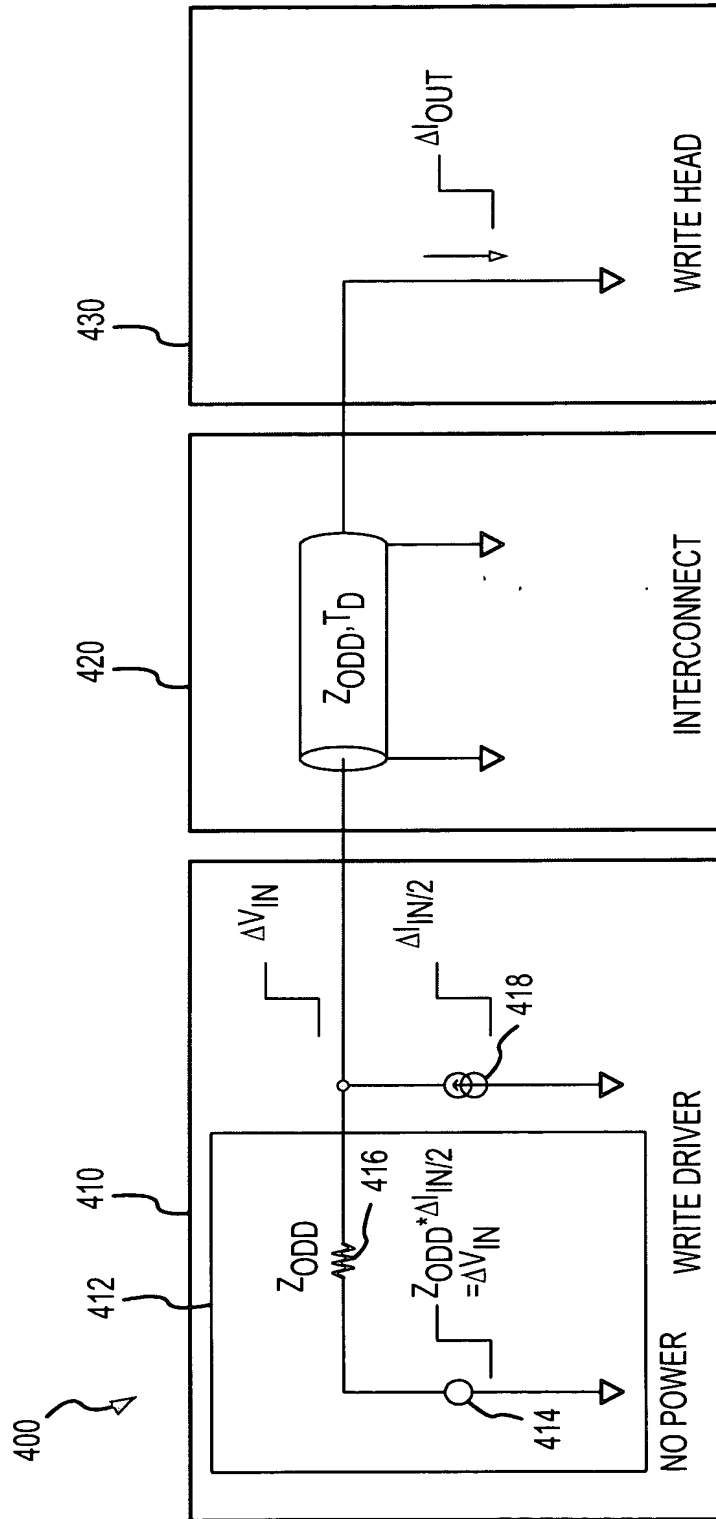 400
410
412
Z_ODD
416
Z_ODD*ΔI_IN/2
=ΔV_IN
414
NO POWER
ΔV_IN
ΔI_IN/2
418
WRITE DRIVER
420
Z_ODD, T_D
INTERCONNECT
430
ΔI_OUT
WRITE HEAD